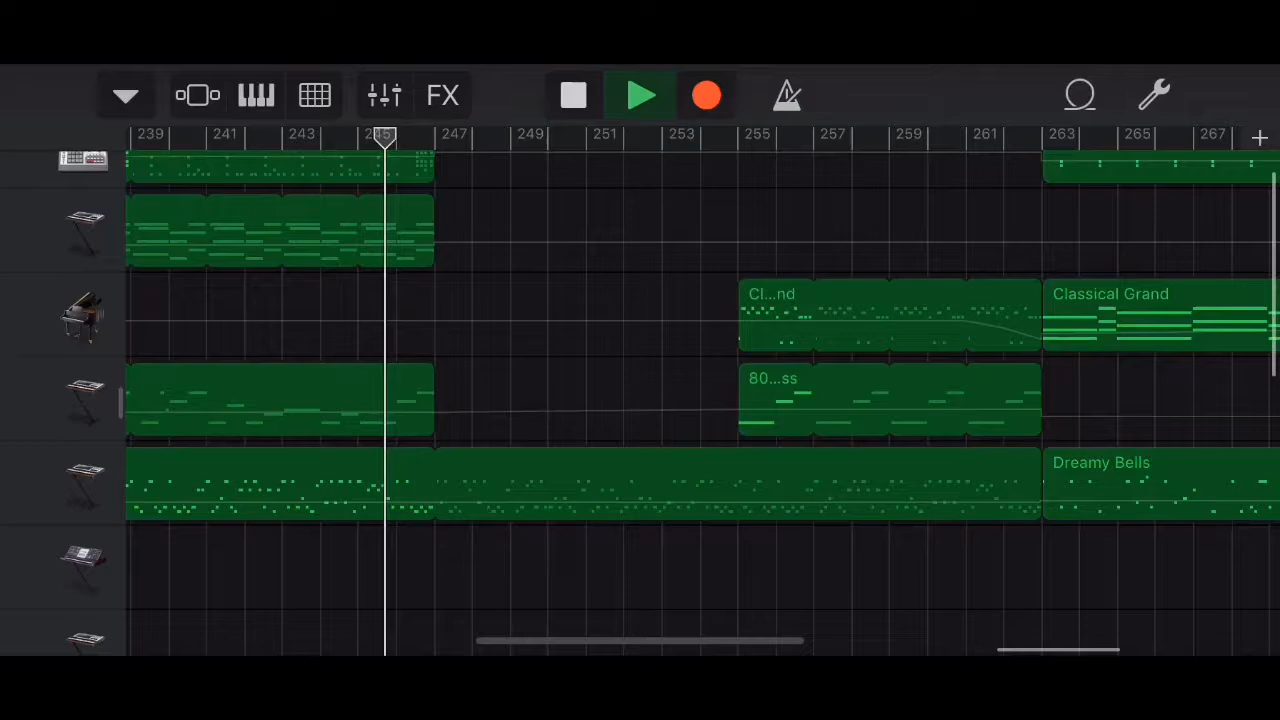 FX
239 241 243 245 247 249 251 253 255 257 259 261 263 265 267
Cl...nd
Classical Grand
80...ss
Dreamy Bells